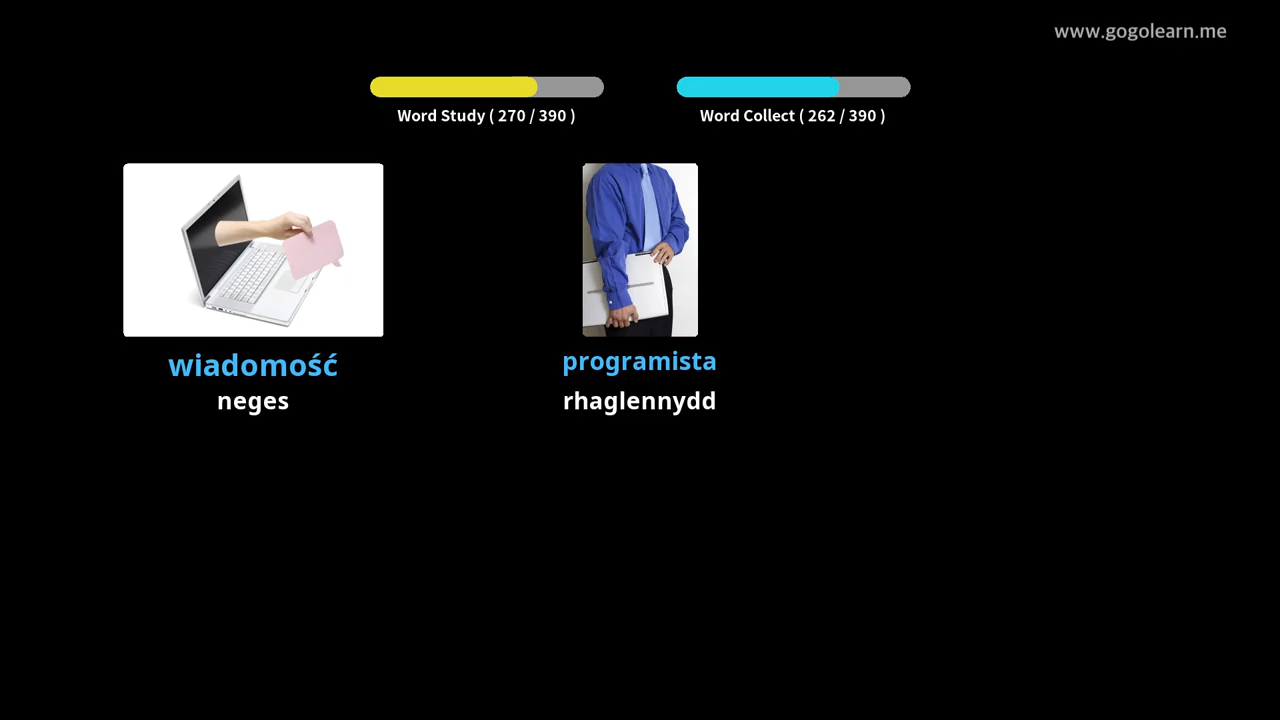 www.gogolearn.me
Word Study ( 270 / 390 )
Word Collect ( 262 / 390 )
wiadomość
neges
programista
rhaglennydd